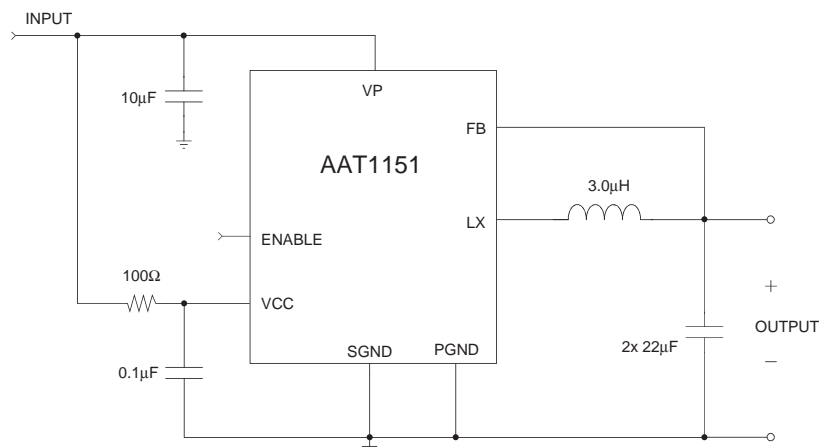 INPUT
10μF
VP
FB
AAT1151
3.0μH
LX
ENABLE
100Ω
VCC
+
OUTPUT
2x 22μF
–
SGND
PGND
0.1μF